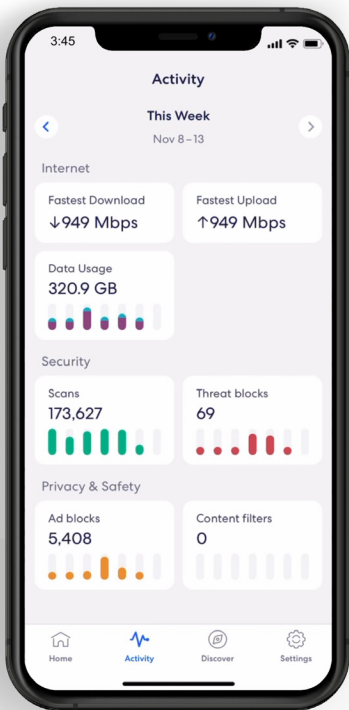 3:45
Activity
This Week
Nov 8–13
Internet
Fastest Download
↓949 Mbps
Fastest Upload
↑949 Mbps
Data Usage
320.9 GB
Security
Scans
173,627
Threat blocks
69
Privacy & Safety
Ad blocks
5,408
Content filters
0
Home
Activity
Discover
Settings